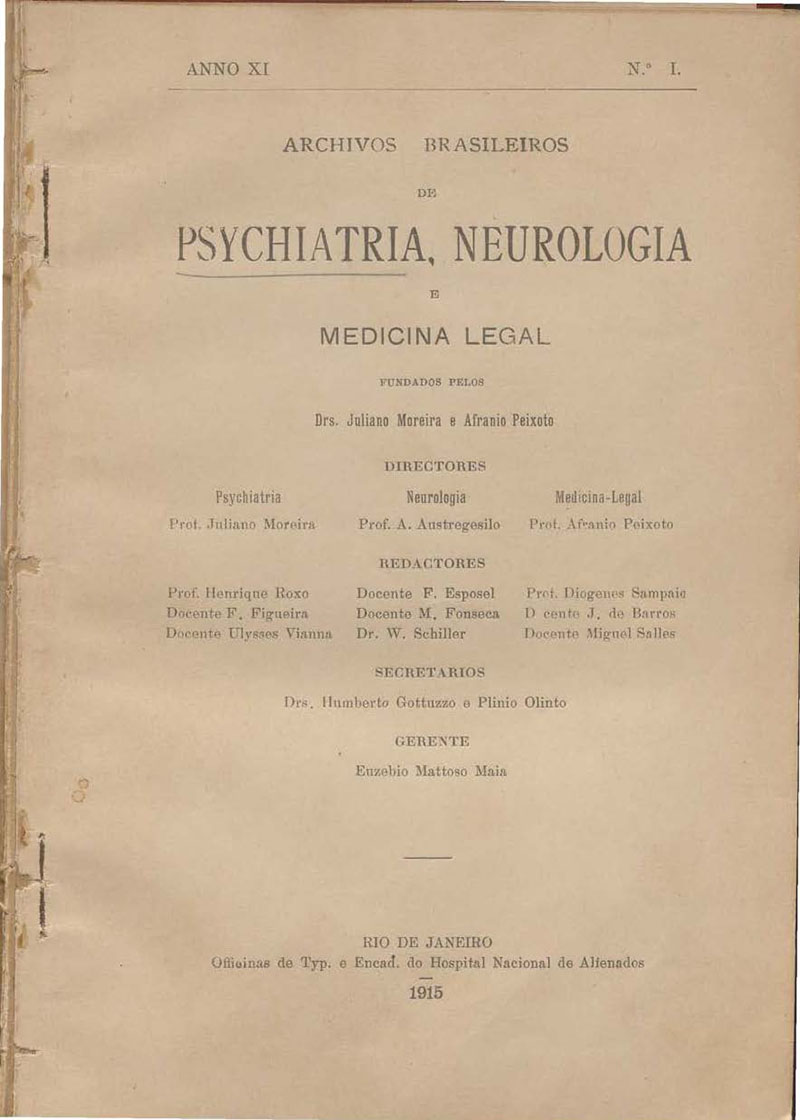 ANNO XI N.º I.
ARCHIVOS BRASILEIROS
DE
PSYCHIATRIA, NEUROLOGIA
E
MEDICINA LEGAL
FUNDADOS PELOS
Drs. Juliano Moreira e Afranio Peixoto
DIRECTORES
Psychiatria Neurologia Medicina-Legal
Prof. Juliano Moreira Prof. A. Austregesilo Prof. Afranio Peixoto
REDACTORES
Prof. Henrique Roxo Docente F. Esposel Prof. Diogenes Sampaio
Docente F. Figueira Docente M. Fonseca D cente J. de Barros
Docente Ulysses Vianna Dr. W. Schiller Docente Miguel Salles
SECRETARIOS
Drs. Humberto Gottuzzo e Plinio Olinto
GERENTE
Euzebio Mattoso Maia
RIO DE JANEIRO
Officinas de Typ. e Encad. do Hospital Nacional de Alienados
1915